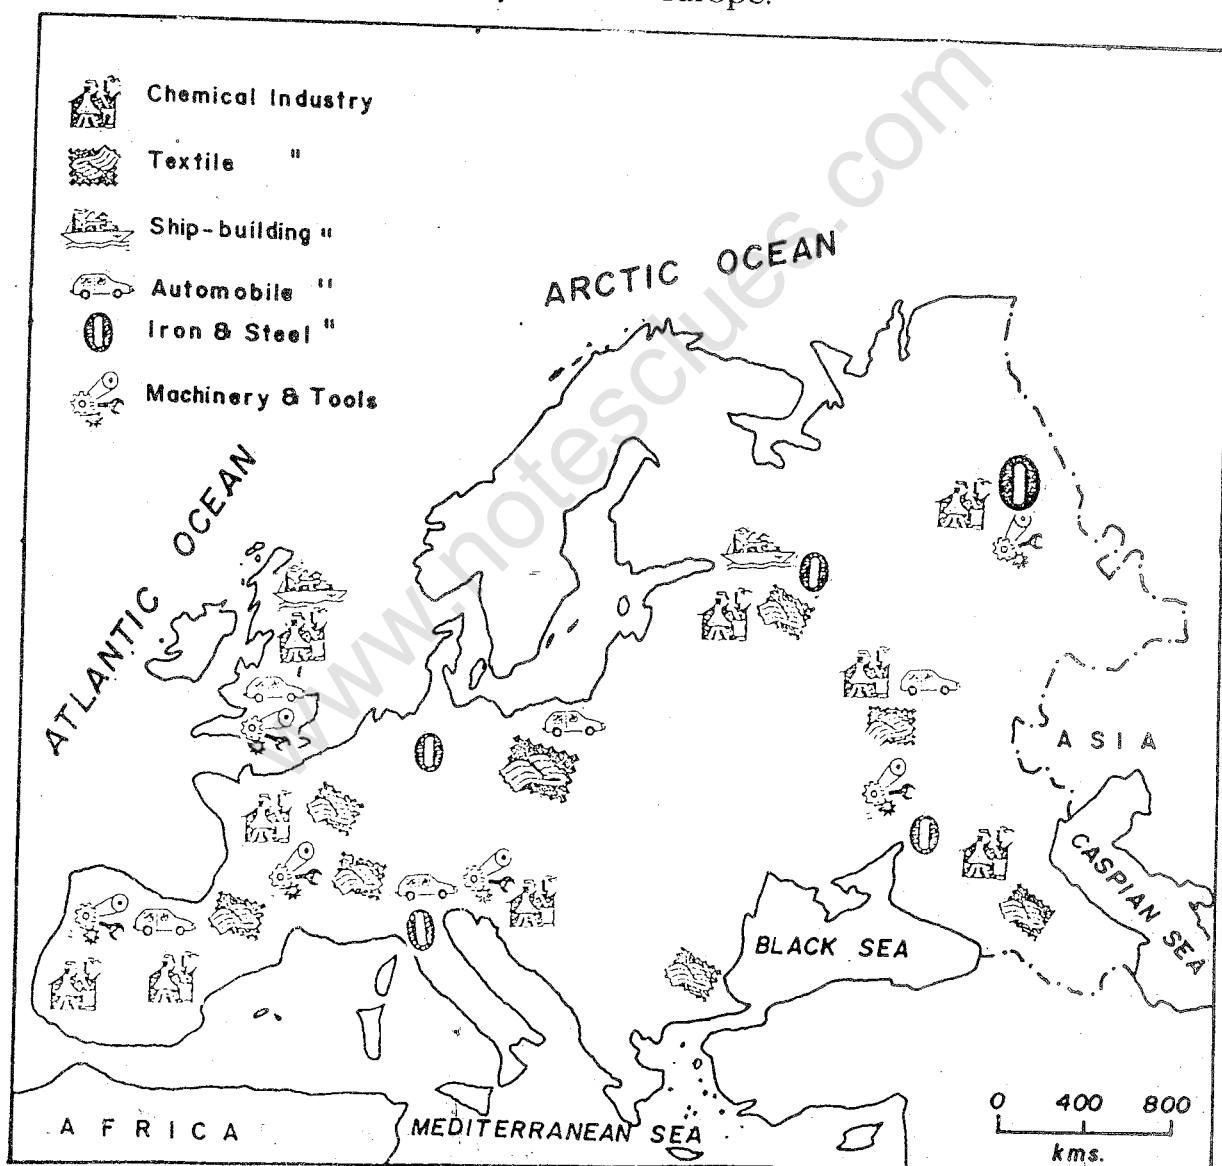 Europe.
Chemical Industry
Textile "
Ship-building "
Automobile "
Iron & Steel "
Machinery & Tools
ARCTIC OCEAN
ATLANTIC OCEAN
www.notesclues.com
ASIA
CASPIAN SEA
BLACK SEA
AFRICA
MEDITERRANEAN SEA
0 400 800
kms.